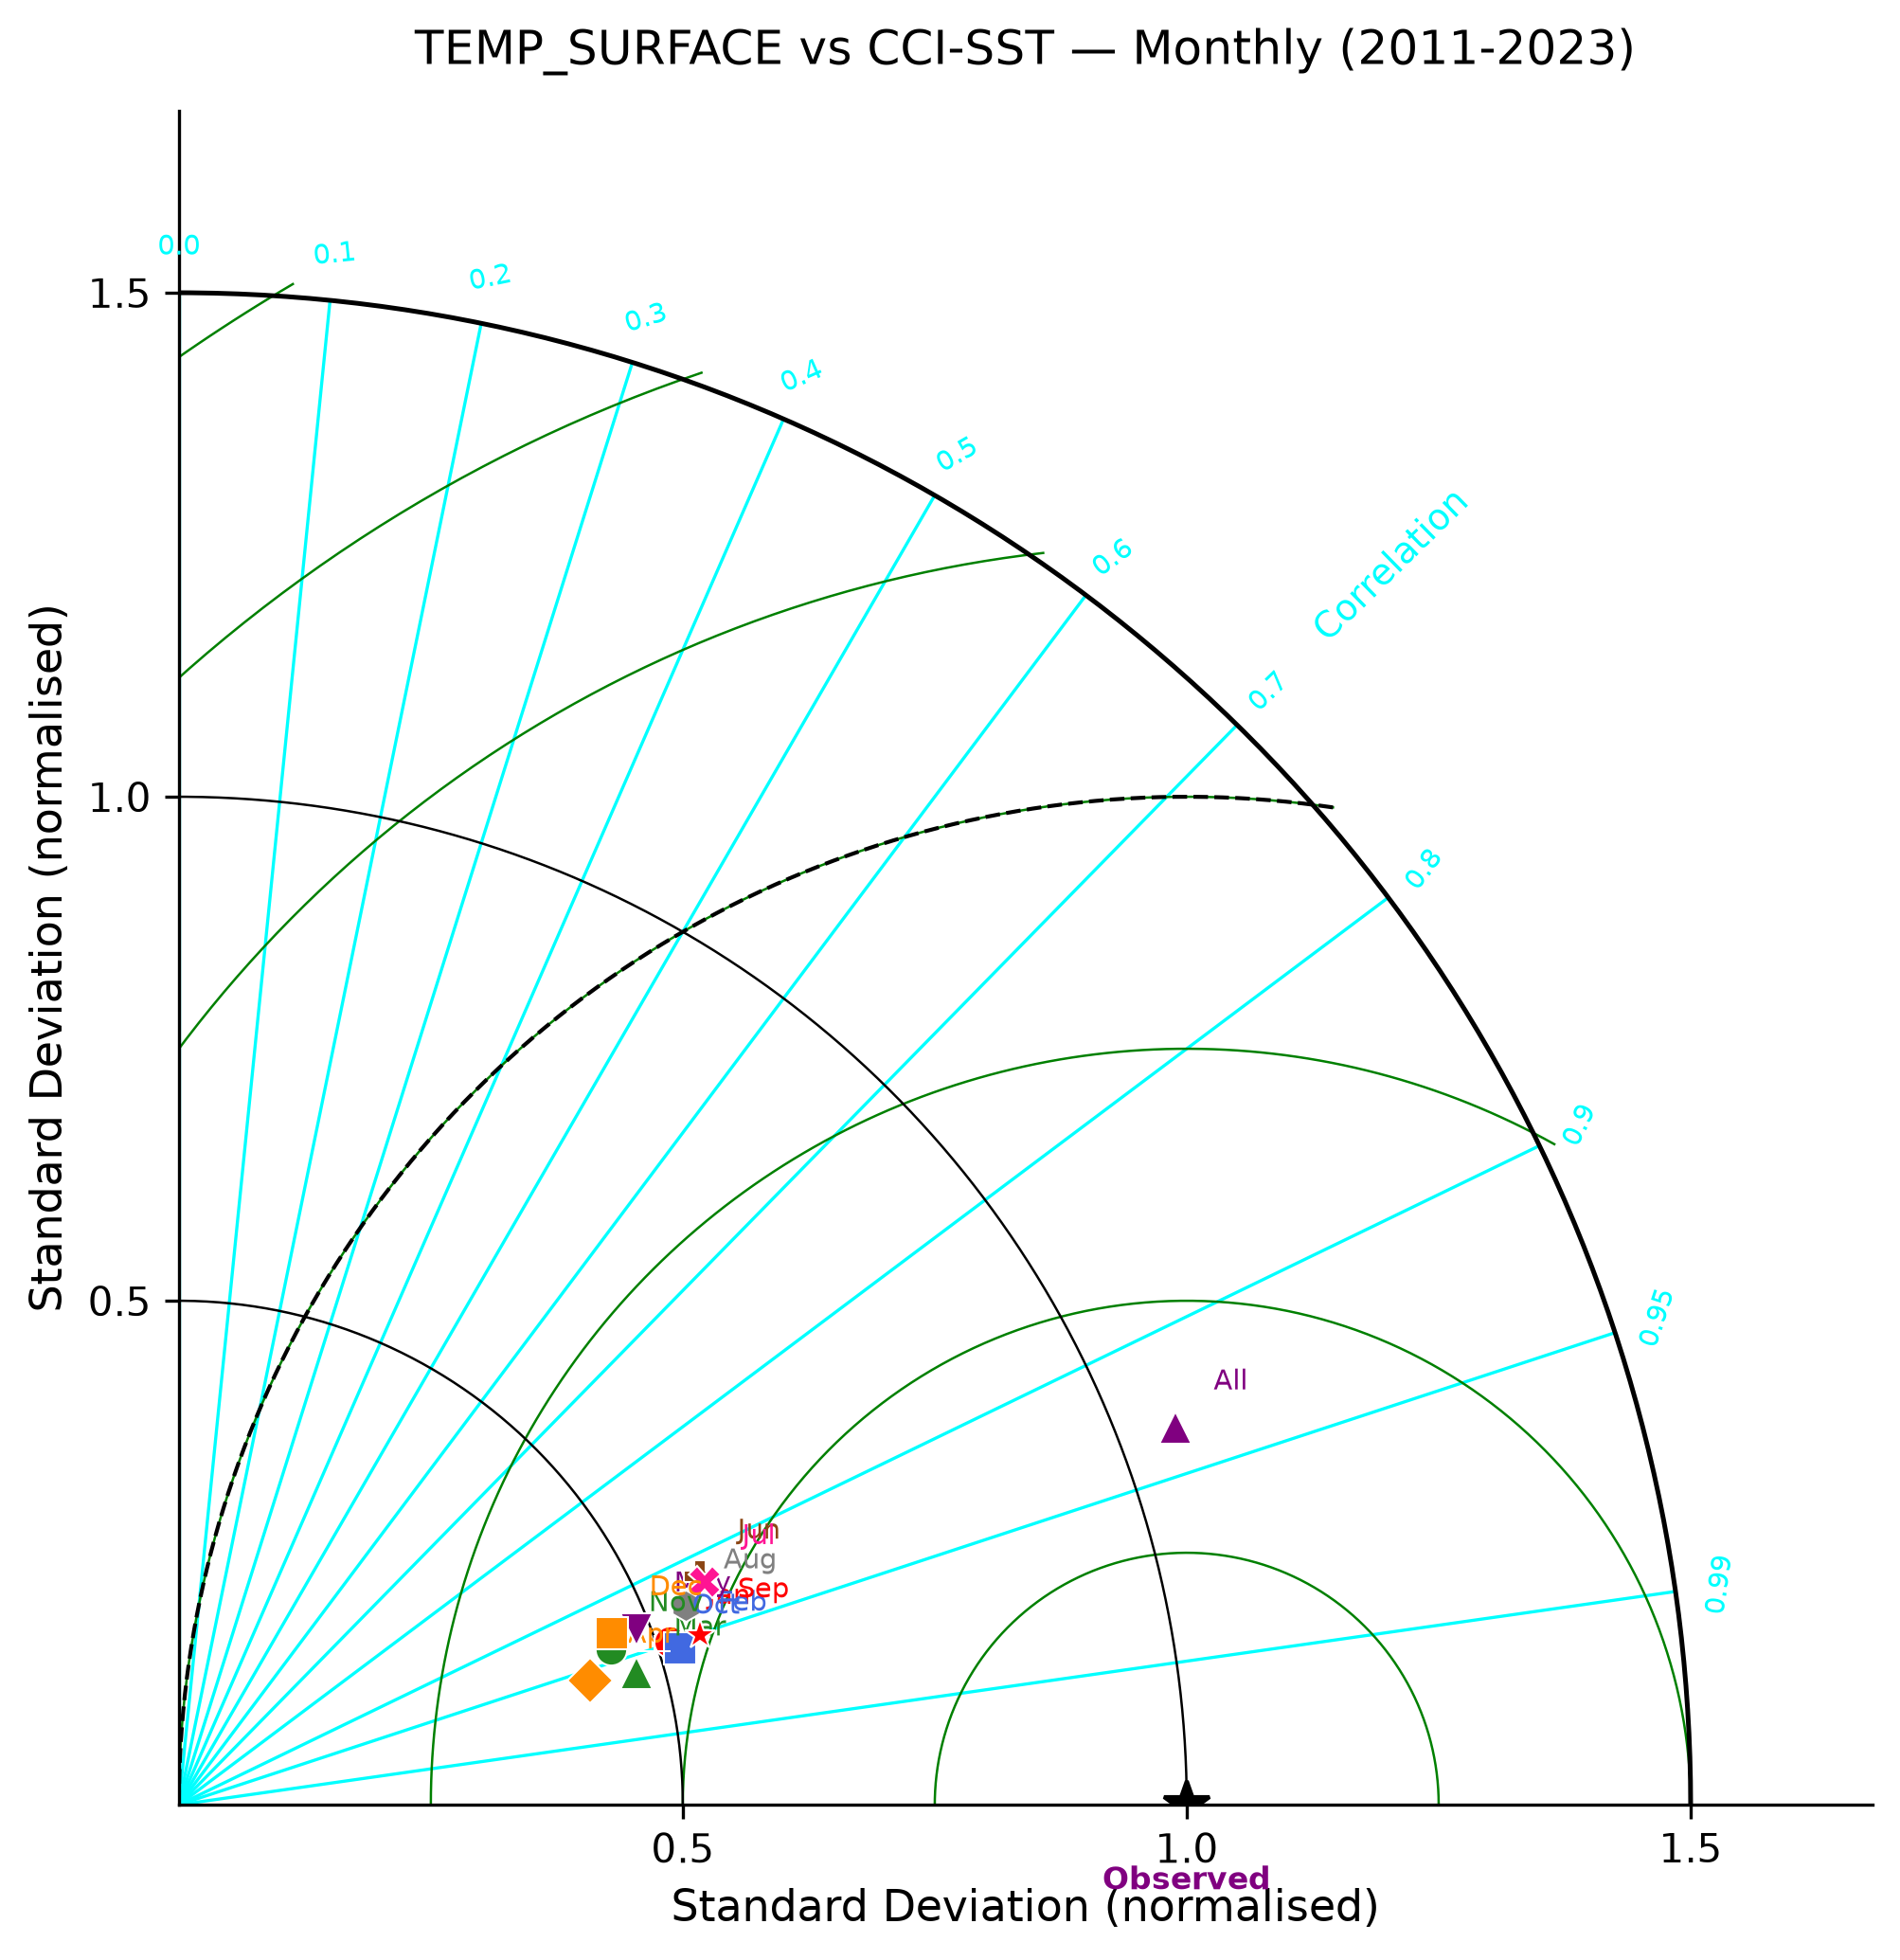 TEMP_SURFACE vs CCI-SST — Monthly (2011-2023)
0.0
0.1
0.2
0.3
0.4
0.5
0.6
0.7
0.8
0.9
0.95
0.99
Correlation
1.5
1.0
0.5
Standard Deviation (normalised)
All
Jun
Jul
Aug
Dec
Sep
Nov
Oct
Feb
Mar
Apr
0.5
1.0
1.5
Observed
Standard Deviation (normalised)